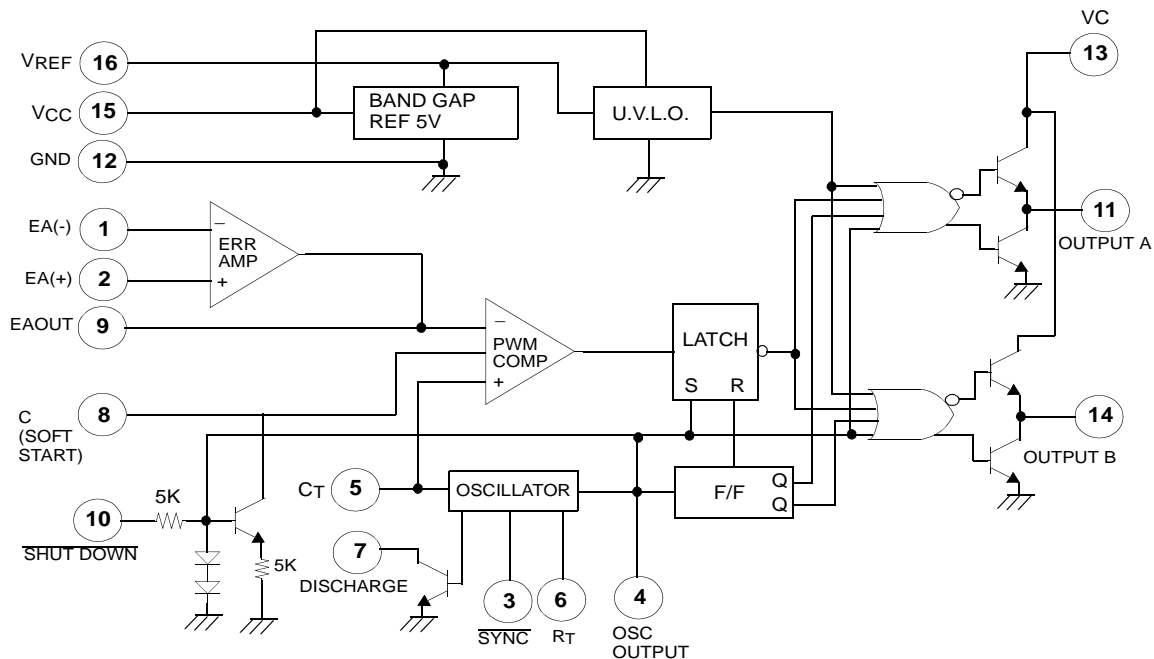 VC
13
VREF 16
BAND GAP
REF 5V
U.V.L.O.
VCC 15
GND 12
EA(-) 1
−
ERR
AMP
+
EA(+) 2
11
OUTPUT A
EAOUT 9
−
PWM
COMP
+
LATCH
S R
C
(SOFT
START)
8
14
OUTPUT B
CT 5
OSCILLATOR
F/F
Q
Q
5K
10
SHUT DOWN
5K
7
DISCHARGE
3
SYNC
6
RT
4
OSC
OUTPUT